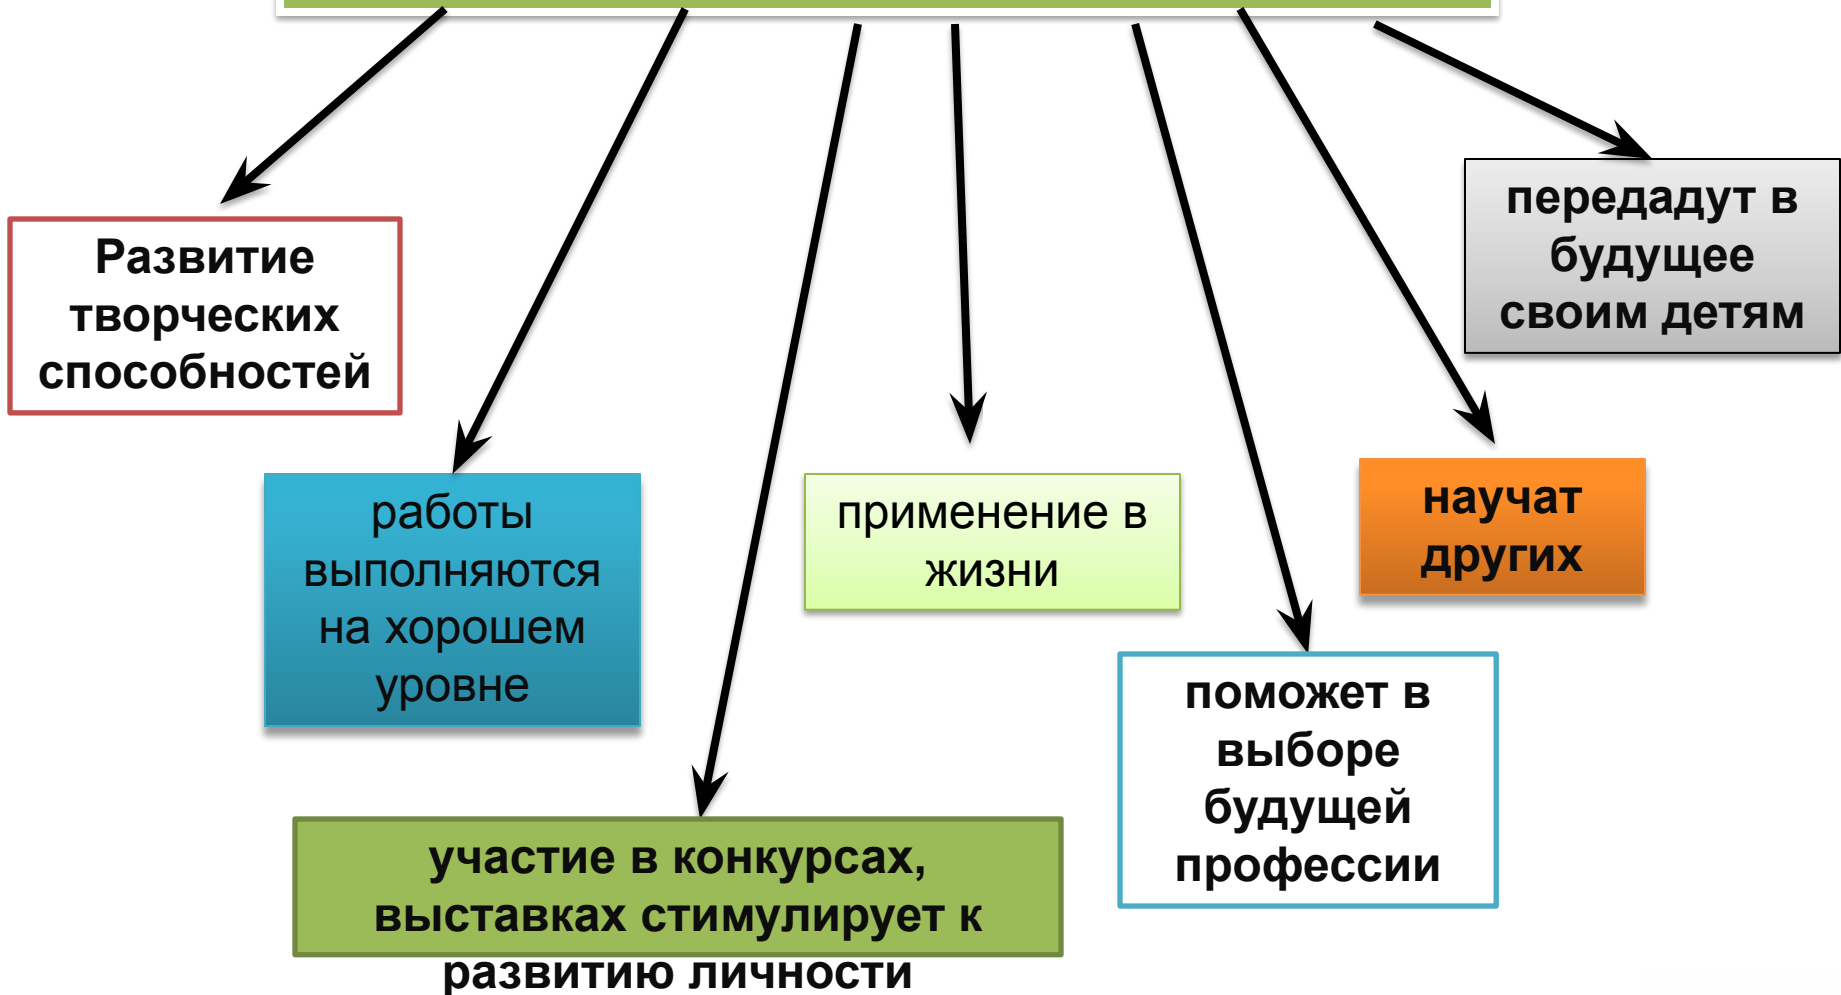 Развитие
творческих
способностей
работы
выполняются
на хорошем
уровне
участие в конкурсах,
выставках стимулирует к
развитию личности
применение в
жизни
поможет в
выборе
будущей
профессии
научат
других
передадут в
будущее
своим детям